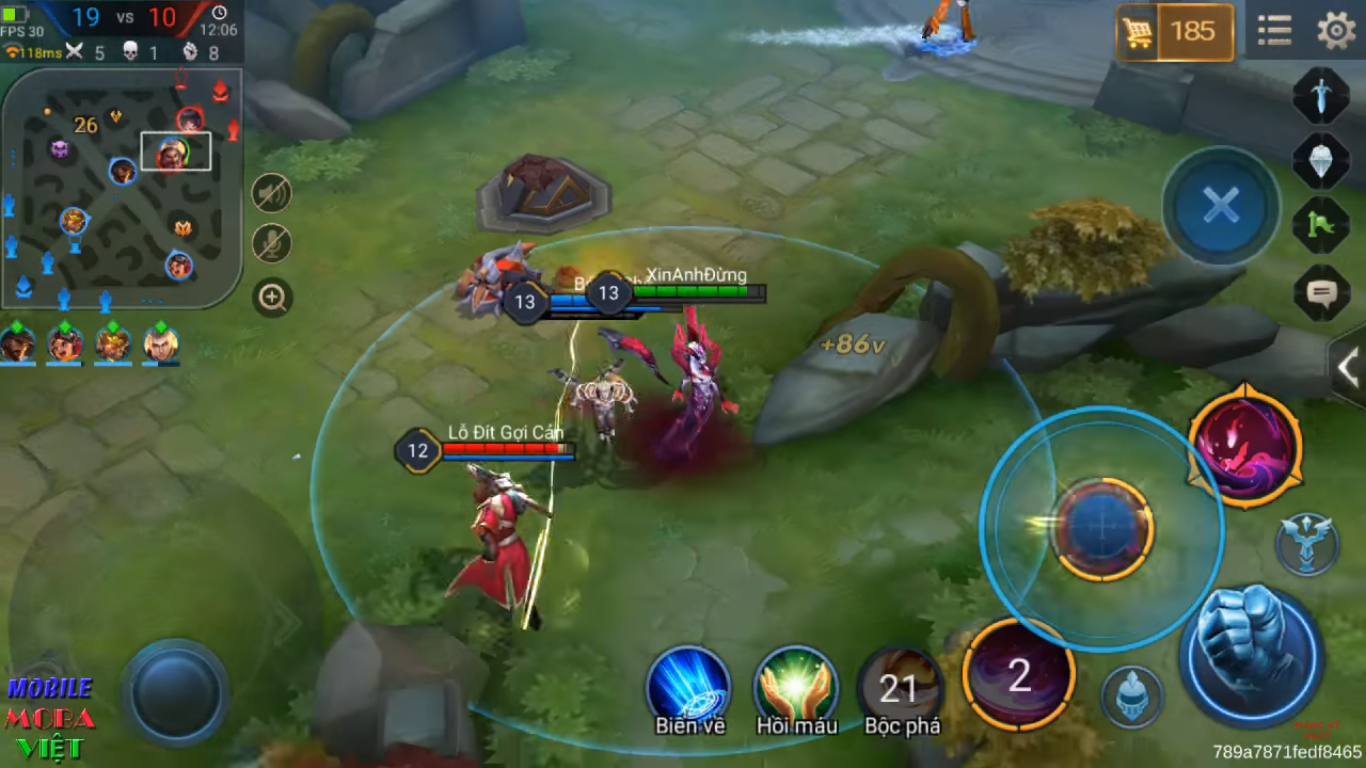 19 vs 10
FPS 30
12:06
118ms 5 1 8
185
26
XinAnhĐừng
13
13
+86v
Lỗ Đít Gợi Cản
12
21
2
Biến về
Hồi máu
Bộc phá
MOBILE
MOBA
VIỆT
789a7871fedf8465